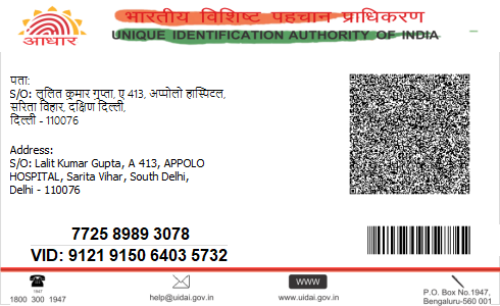 भारतीय विशिष्ट पहचान प्राधिकरण
UNIQUE IDENTIFICATION AUTHORITY OF INDIA
आधार
पता:
S/O: लूलित कुमार गुप्ता, ए 413, अप्पोलो हास्पिटल,
सरिता विहार, दक्षिण दिल्ली,
दिल्ली - 110076
Address:
S/O: Lalit Kumar Gupta, A 413, APPOLO
HOSPITAL, Sarita Vihar, South Delhi,
Delhi - 110076
7725 8989 3078
VID: 9121 9150 6403 5732
1947
1800 300 1947
help@uidai.gov.in
WWW
www.uidai.gov.in
P.O. Box No.1947,
Bengaluru-560 001